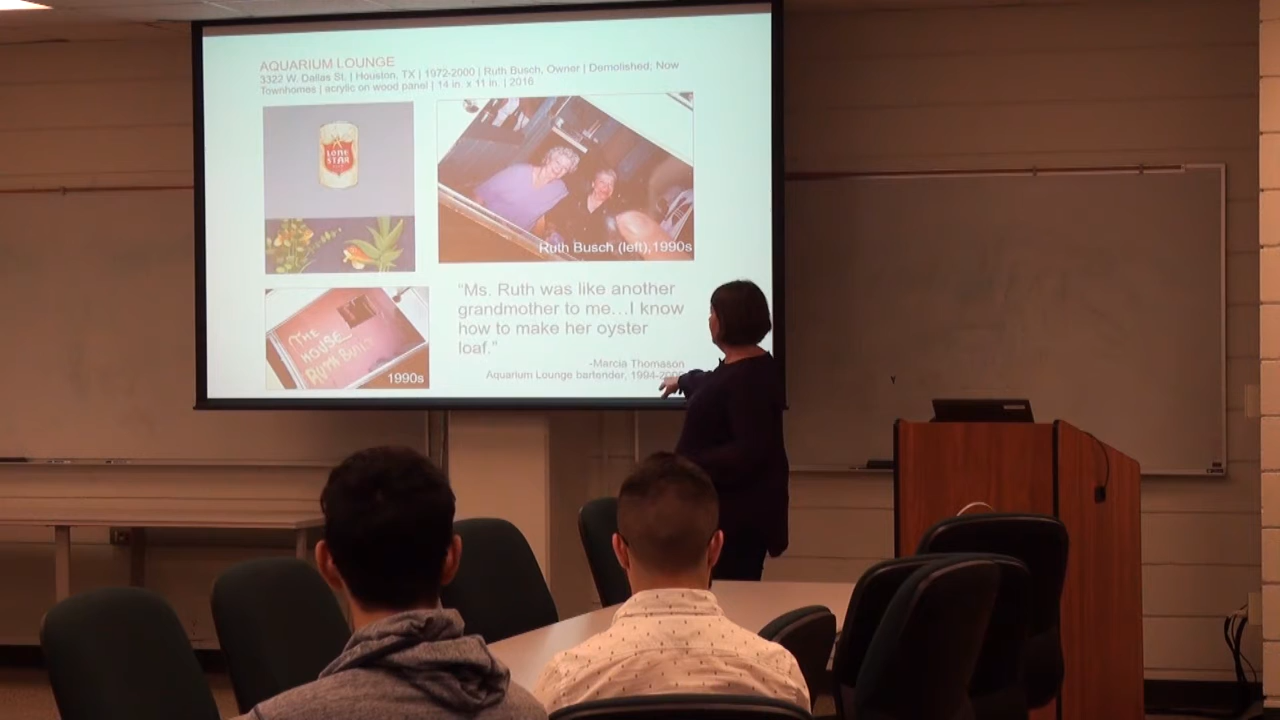 AQUARIUM LOUNGE
3322 W. Dallas St. | Houston, TX | 1972-2000 | Ruth Busch, Owner | Demolished; Now
Townhomes | acrylic on wood panel | 14 in. x 11 in. | 2016
LONE
STAR
Ruth Busch (left),1990s
"Ms. Ruth was like another
grandmother to me...I know
how to make her oyster
loaf."
-Marcia Thomason
Aquarium Lounge bartender, 1994-2000
THE
HOUSE
RUTH BUILT
1990s